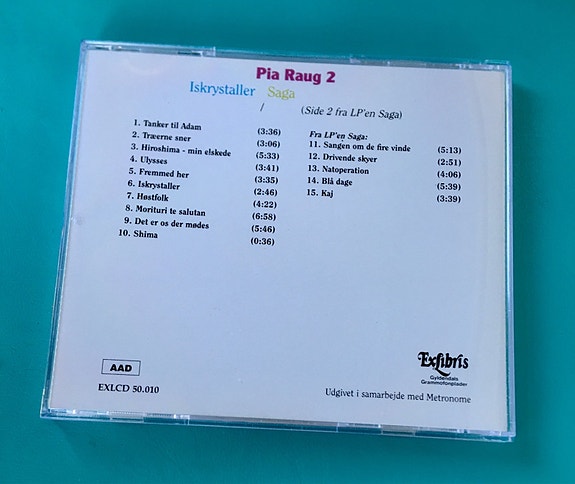 Pia Raug 2
Iskrystaller Saga
/ (Side 2 fra LP'en Saga)
1. Tanker til Adam (3:36)
2. Træerne sner (3:06)
3. Hiroshima - min elskede (5:33)
4. Ulysses (3:41)
5. Fremmed her (3:35)
6. Iskrystaller (2:46)
7. Høstfolk (4:22)
8. Morituri te salutan (6:58)
9. Det er os der mødes (5:46)
10. Shima (0:36)
Fra LP'en Saga:
11. Sangen om de fire vinde (5:13)
12. Drivende skyer (2:51)
13. Natoperation (4:06)
14. Blå dage (5:39)
15. Kaj (3:39)
AAD
EXLCD 50.010
Exlibris
Gyldendals
Grammofonplader
Udgivet i samarbejde med Metronome